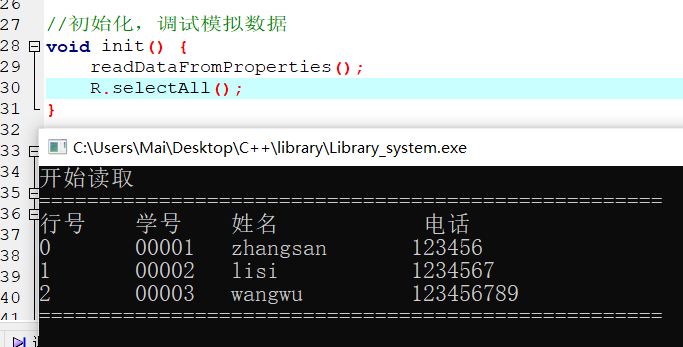 26
27 //初始化，调试模拟数据
28 void init() {
29 readDataFromProperties();
30 R.selectAll();
31 }
32
33
34
35
36
37
38
39
40
41
C:\Users\Mai\Desktop\C++\library\Library_system.exe
开始读取
====================================================
行号 学号 姓名 电话
0 00001 zhangsan 123456
1 00002 lisi 1234567
2 00003 wangwu 123456789
====================================================